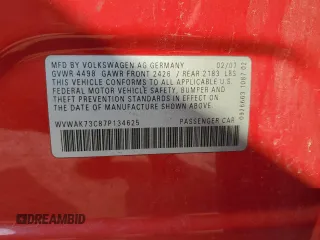 MFD BY VOLKSWAGEN AG GERMANY 02/07
GVWR 4498 GAWR FRONT 2426 / REAR 2183 LBS
THIS VEHICLE CONFORMS TO ALL APPLICABLE U.S.
FEDERAL MOTOR VEHICLE SAFETY, BUMPER AND
THEFT PREVENTION STANDARDS IN EFFECT ON THE
DATE OF MANUFACTURE SHOWN ABOVE.
WVWAK73C87P134625 PASSENGER CAR
DREAMBID